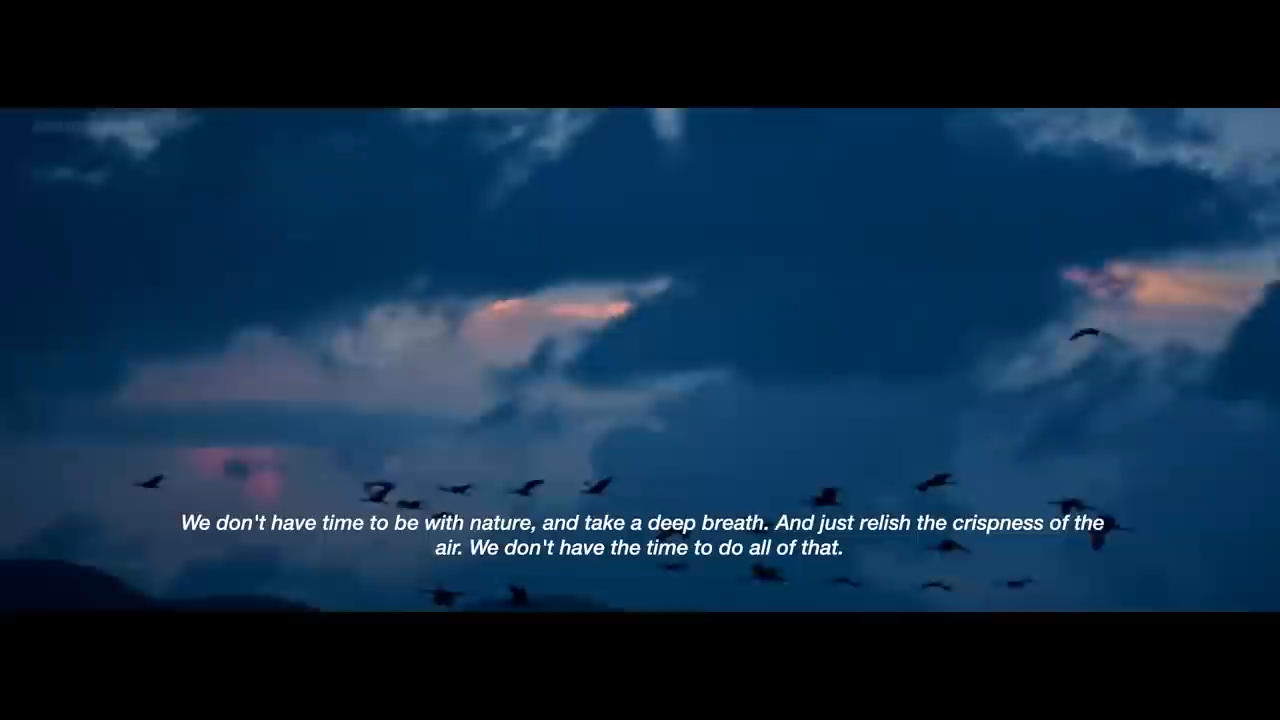 We don't have time to be with nature, and take a deep breath. And just relish the crispness of the
air. We don't have the time to do all of that.